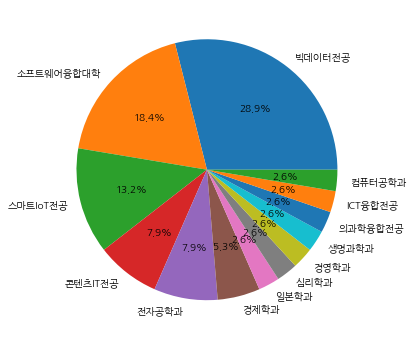 빅데이터전공
28,9%
소프트웨어융합대학
18,4%
스마트IoT전공
13,2%
콘텐츠IT전공
7,9%
전자공학과
7,9%
경제학과
5,3%
일본학과
2,6%
심리학과
2,6%
경영학과
2,6%
생명과학과
2,6%
의과학융합전공
2,6%
ICT융합전공
2,6%
컴퓨터공학과
2,6%